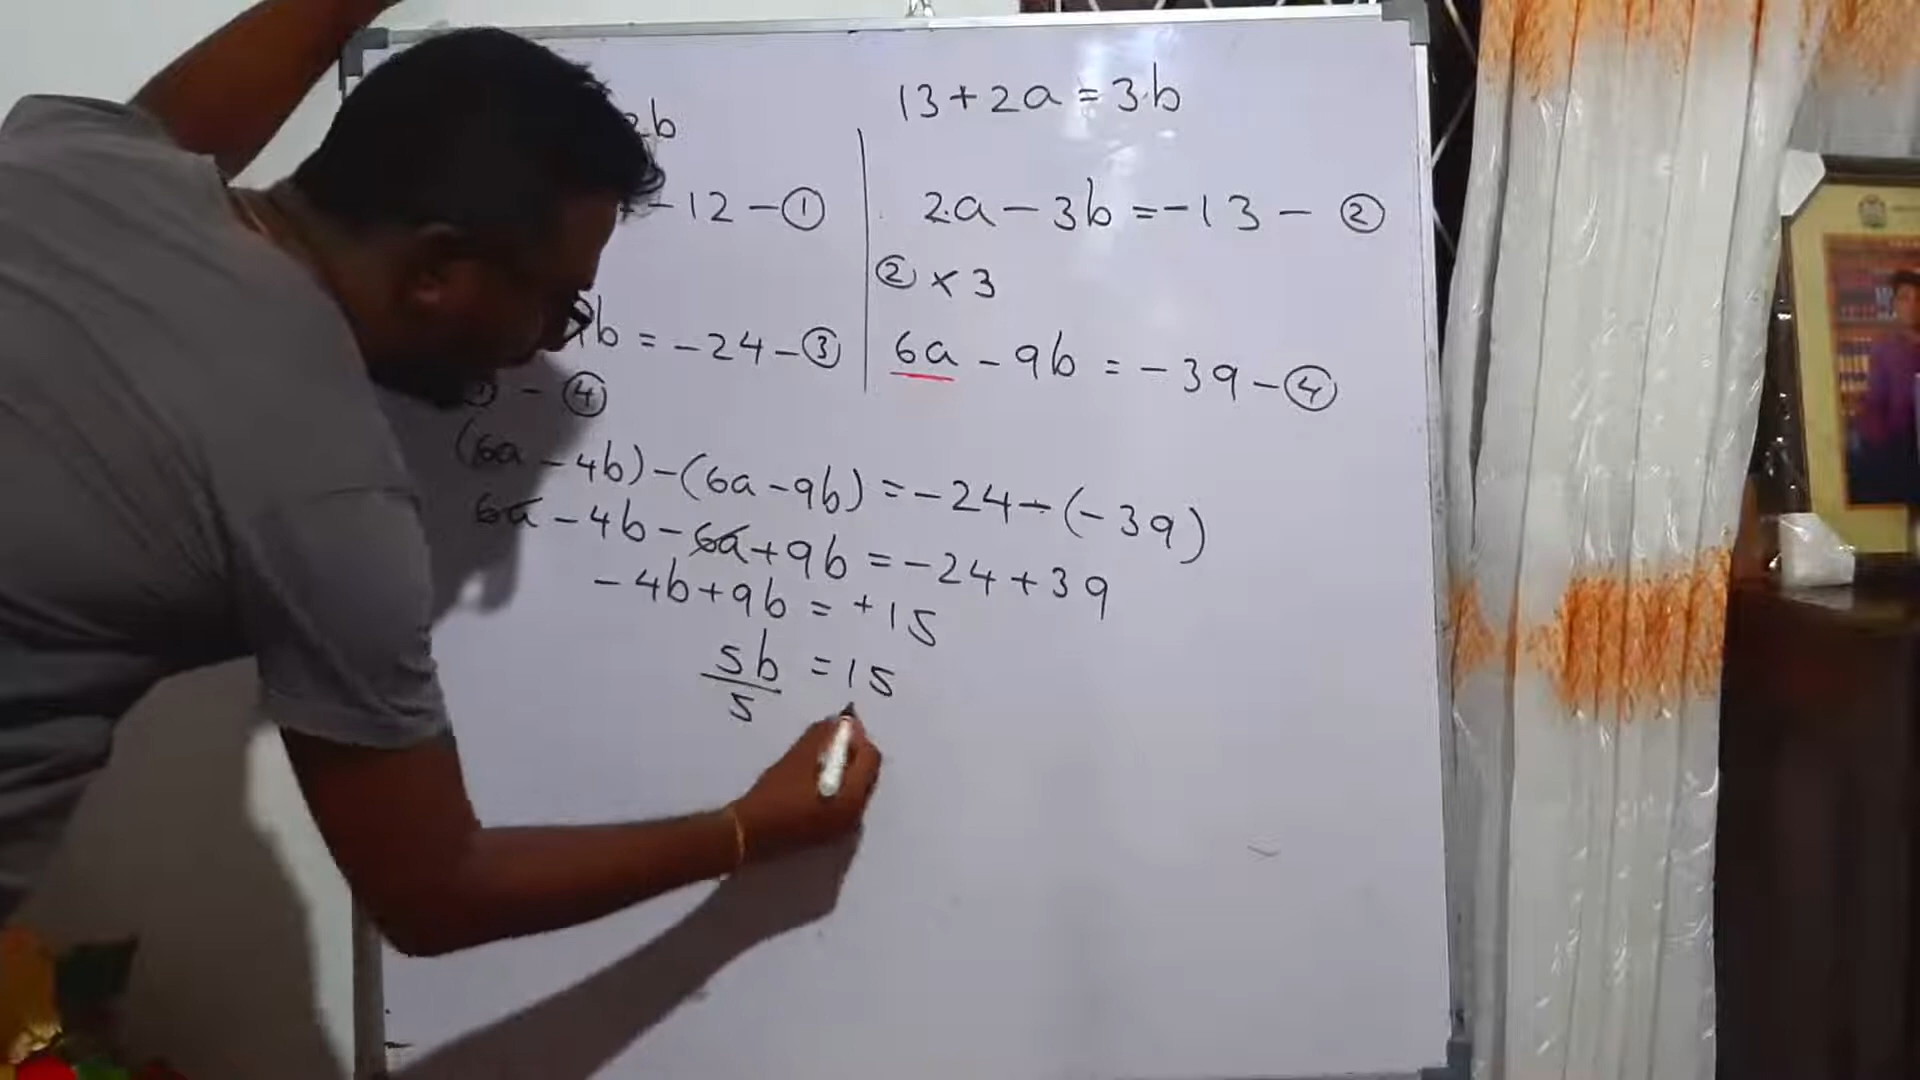 13+2a=3b
2b
-12-①
2a-3b=-13-②
②×3
b=-24-③
6a-9b=-39-④
-④
(6a-4b)-(6a-9b)=-24-(-39)
6a-4b-6a+9b=-24+39
-4b+9b=+15
5b=15
5